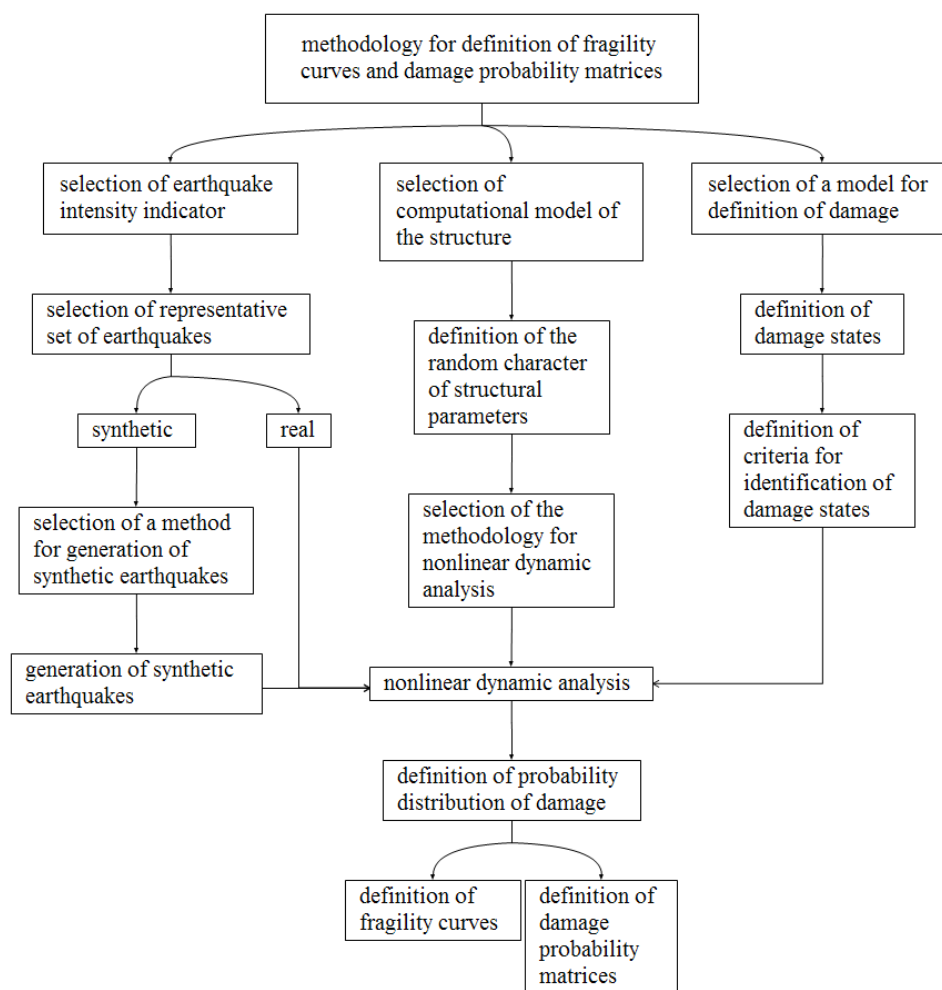 methodology for definition of fragility
curves and damage probability matrices
selection of earthquake
intensity indicator
selection of
computational model of
the structure
selection of a model for
definition of damage
selection of representative
set of earthquakes
definition of the
random character
of structural
parameters
definition of
damage states
synthetic
real
definition of
criteria for
identification of
damage states
selection of a method
for generation of
synthetic earthquakes
selection of the
methodology for
nonlinear dynamic
analysis
generation of synthetic
earthquakes
nonlinear dynamic analysis
definition of probability
distribution of damage
definition of
fragility curves
definition of
damage
probability
matrices